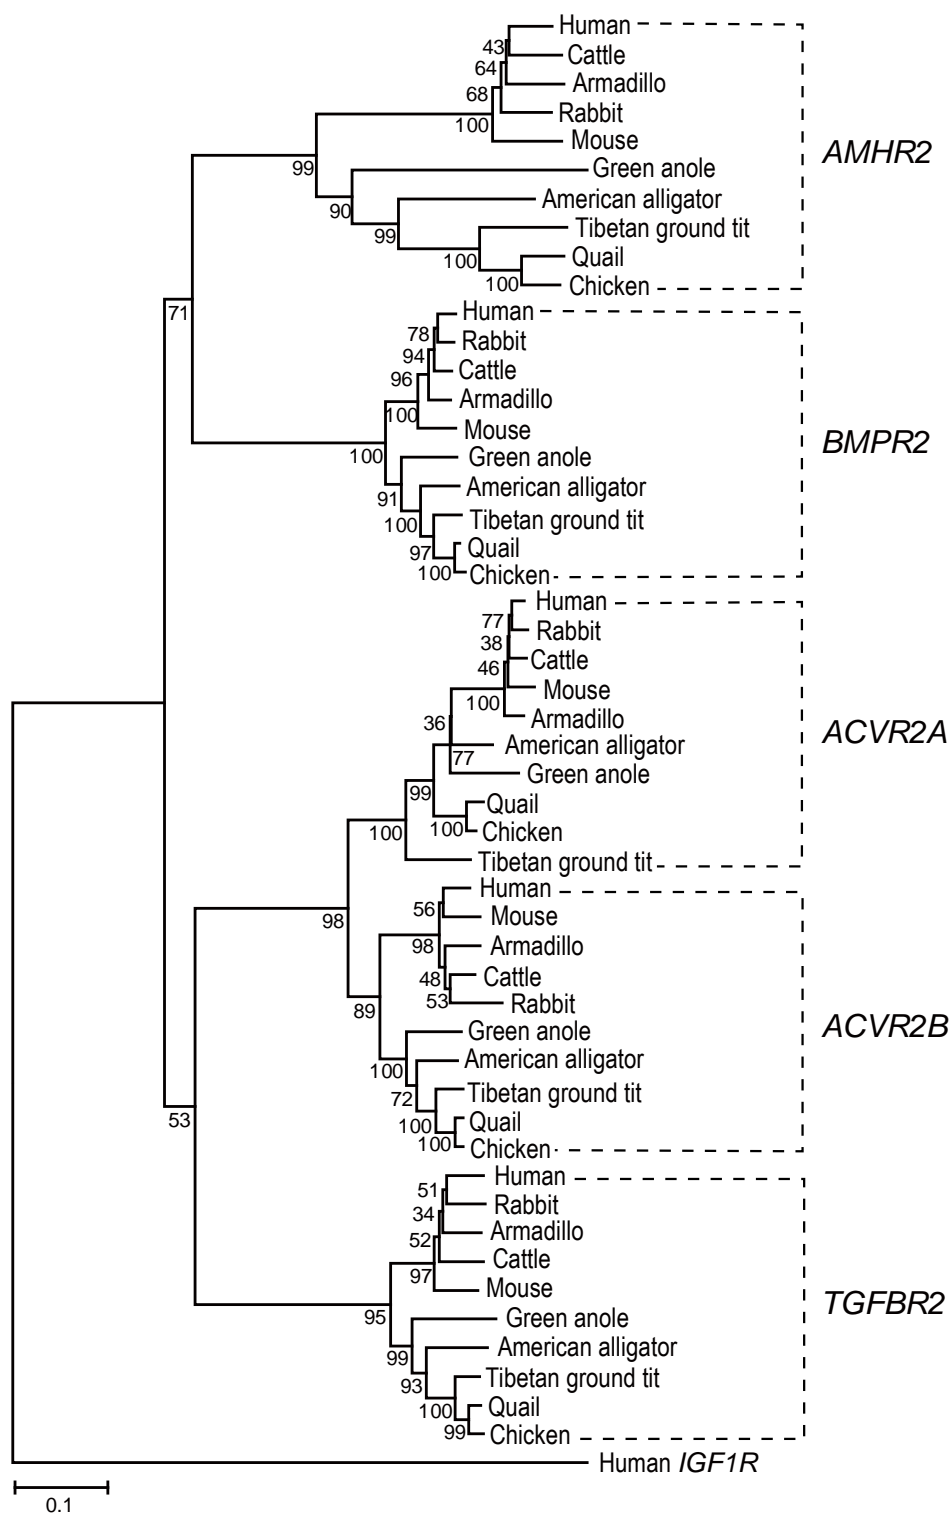 Human
43
Cattle
64
Armadillo
68
Rabbit
100
Mouse
AMHR2
99
Green anole
90
American alligator
99
Tibetan ground tit
100
Quail
100
Chicken
71
Human
78
Rabbit
94
Cattle
96
Armadillo
100
Mouse
BMPR2
100
Green anole
91
American alligator
100
Tibetan ground tit
97
Quail
100
Chicken
Human
77
Rabbit
38
Cattle
46
Mouse
100
Armadillo
36
ACVR2A
American alligator
77
Green anole
99
Quail
100
Chicken
100
Tibetan ground tit
Human
56
Mouse
98
Armadillo
98
48
Cattle
53
Rabbit
89
ACVR2B
Green anole
100
American alligator
72
Tibetan ground tit
100
Quail
100
Chicken
53
Human
51
Rabbit
34
Armadillo
52
Cattle
97
Mouse
95
TGFBR2
Green anole
99
American alligator
93
Tibetan ground tit
100
Quail
99
Chicken
Human IGF1R
0.1